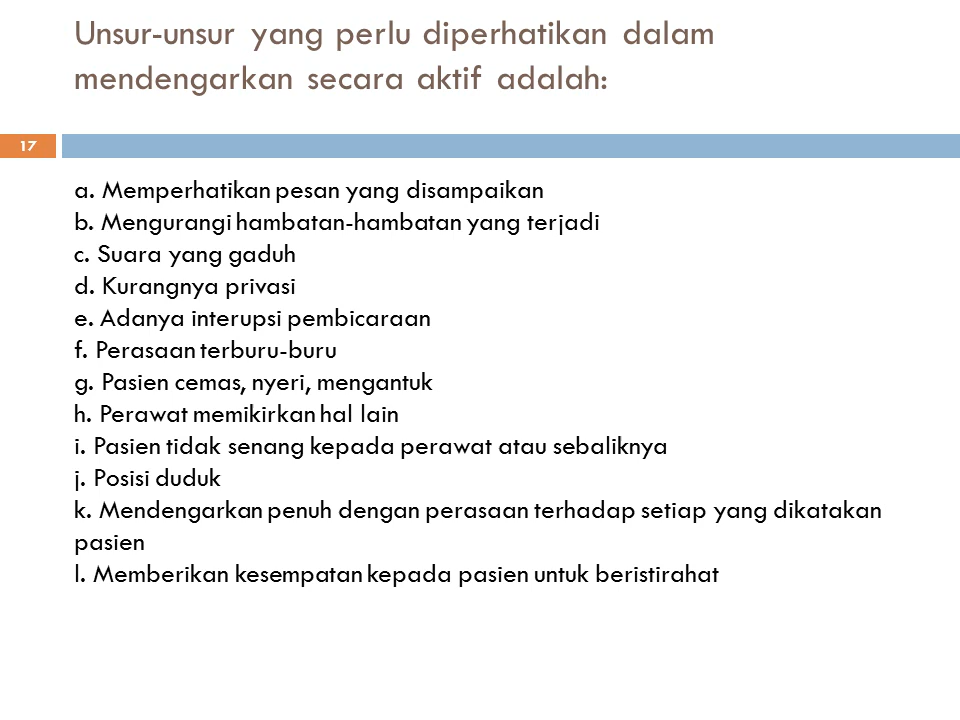 Unsur-unsur yang perlu diperhatikan dalam
mendengarkan secara aktif adalah:
17
a. Memperhatikan pesan yang disampaikan
b. Mengurangi hambatan-hambatan yang terjadi
c. Suara yang gaduh
d. Kurangnya privasi
e. Adanya interupsi pembicaraan
f. Perasaan terburu-buru
g. Pasien cemas, nyeri, mengantuk
h. Perawat memikirkan hal lain
i. Pasien tidak senang kepada perawat atau sebaliknya
j. Posisi duduk
k. Mendengarkan penuh dengan perasaan terhadap setiap yang dikatakan
pasien
l. Memberikan kesempatan kepada pasien untuk beristirahat